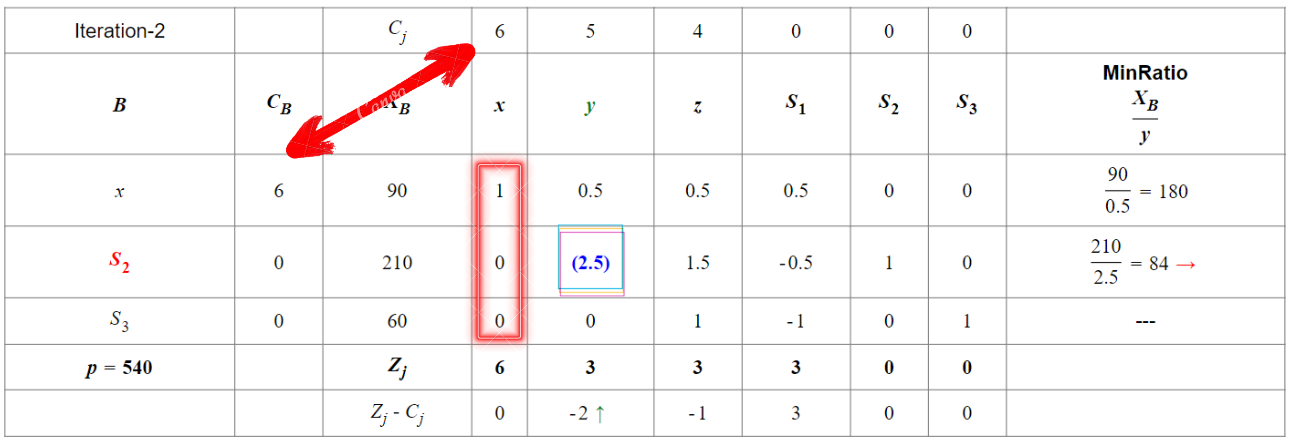 Iteration-2 C_j 6 5 4 0 0 0
B C_B X_B x y z S_1 S_2 S_3 MinRatio X_B / y
x 6 90 1 0.5 0.5 0.5 0 0 90 / 0.5 = 180
S_2 0 210 0 (2.5) 1.5 -0.5 1 0 210 / 2.5 = 84 →
S_3 0 60 0 0 1 -1 0 1 ---
p = 540 Z_j 6 3 3 3 0 0
Z_j - C_j 0 -2 ↑ -1 3 0 0
Canva